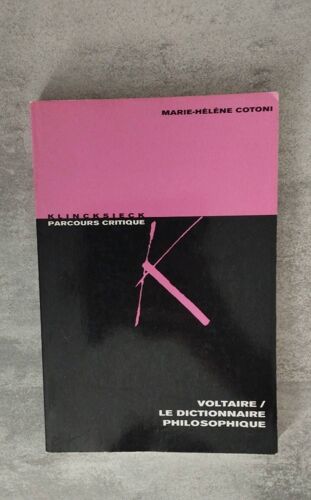 MARIE-HÉLÈNE COTONI
KLINCKSIECK
PARCOURS CRITIQUE
K
VOLTAIRE /
LE DICTIONNAIRE
PHILOSOPHIQUE